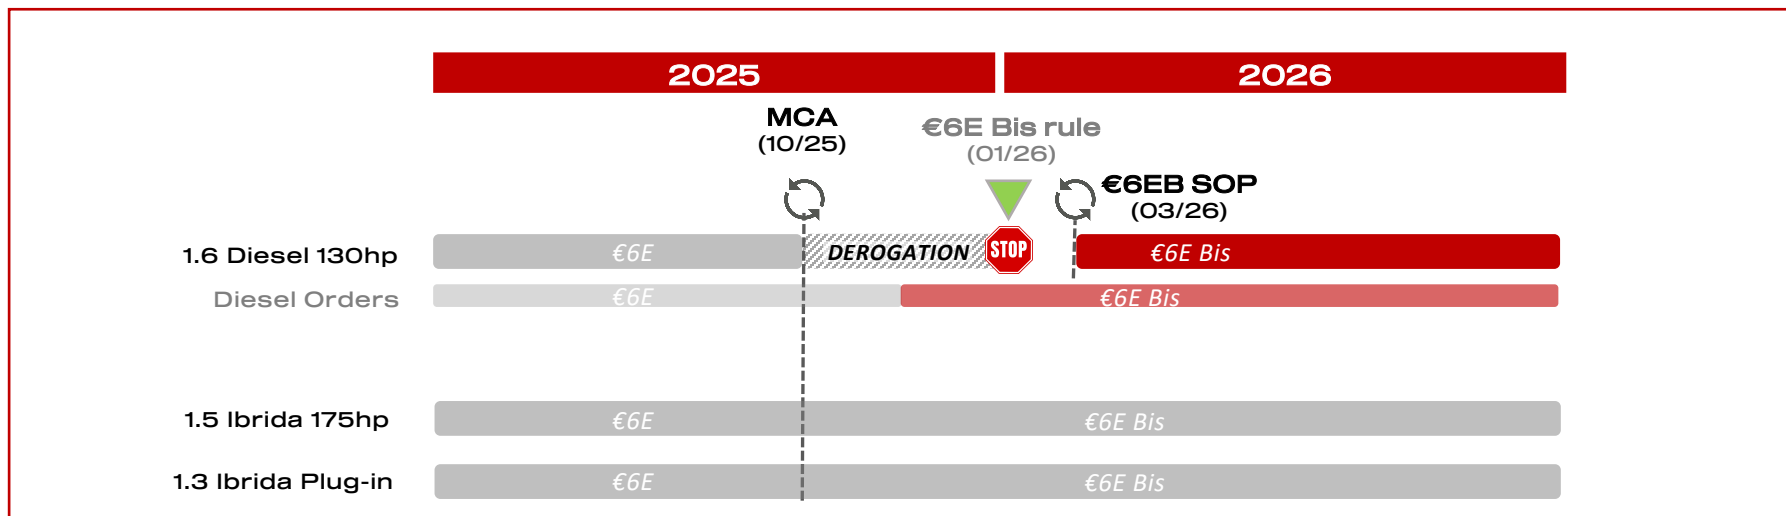 2025 2026
MCA
(10/25)
€6E Bis rule
(01/26)
€6EB SOP
(03/26)
1.6 Diesel 130hp €6E DEROGATION STOP €6E Bis
Diesel Orders €6E €6E Bis
1.5 Ibrida 175hp €6E €6E Bis
1.3 Ibrida Plug-in €6E €6E Bis